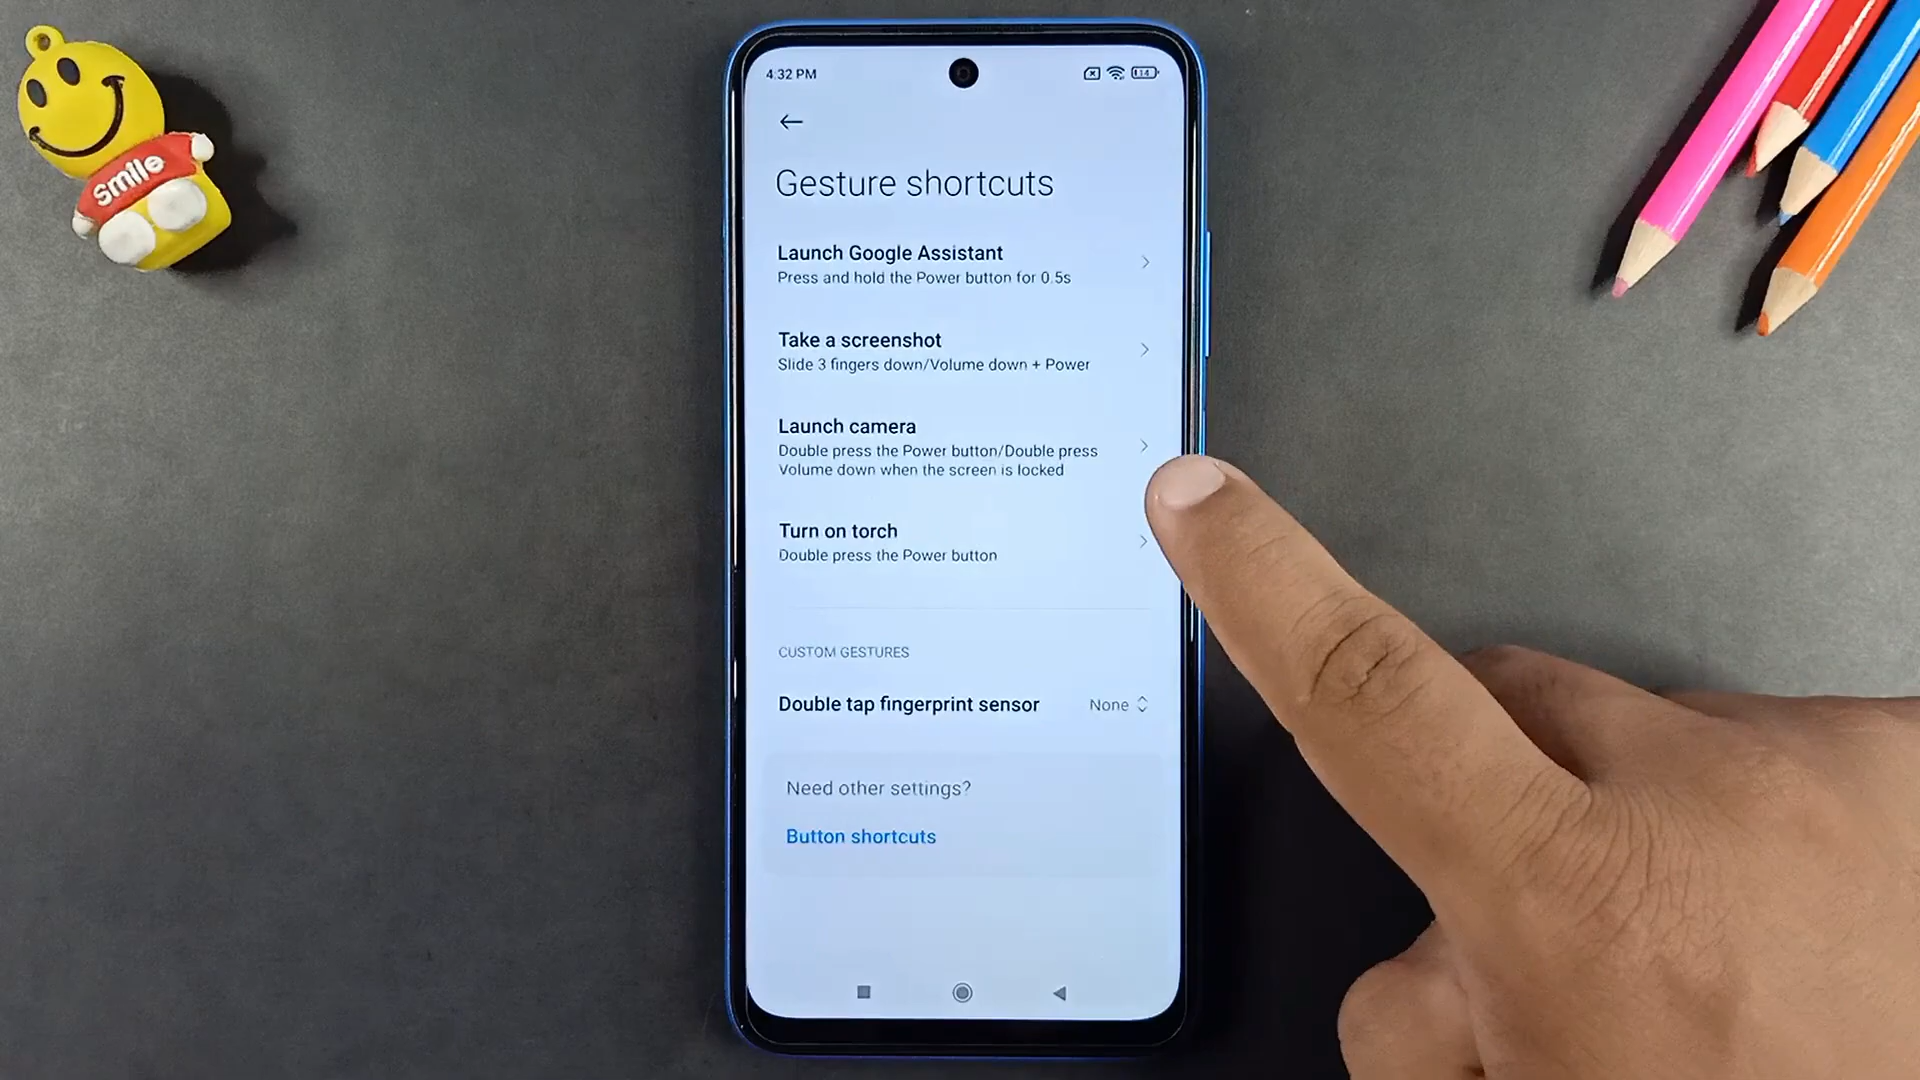 smile
4:32 PM
14
Gesture shortcuts
Launch Google Assistant
Press and hold the Power button for 0.5s
Take a screenshot
Slide 3 fingers down/Volume down + Power
Launch camera
Double press the Power button/Double press
Volume down when the screen is locked
Turn on torch
Double press the Power button
CUSTOM GESTURES
Double tap fingerprint sensor
None
Need other settings?
Button shortcuts